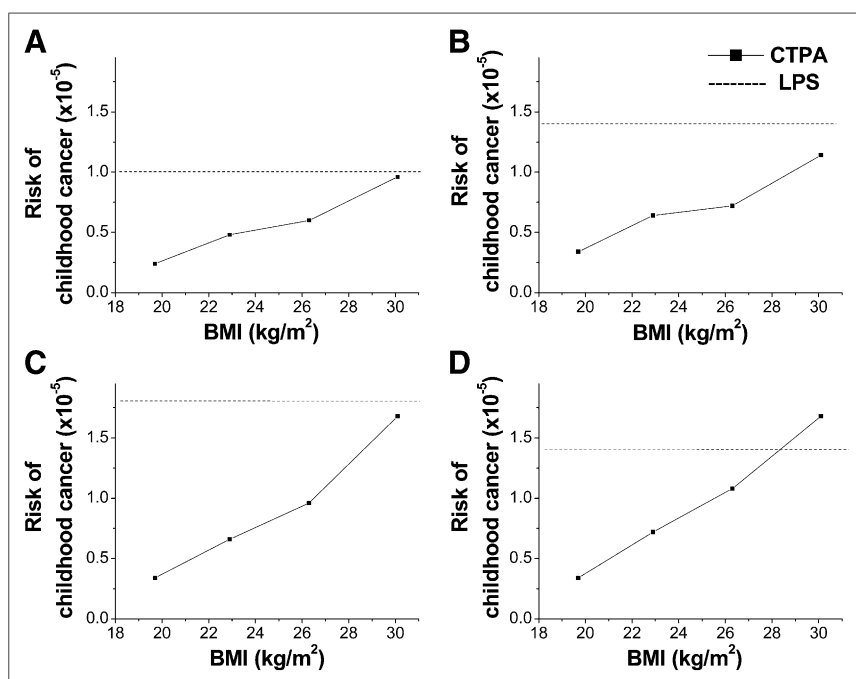 A
Risk of
childhood cancer (x10⁻⁵)
1.5
1.0
0.5
0.0
18 20 22 24 26 28 30
BMI (kg/m²)
B
CTPA
LPS
Risk of
childhood cancer (x10⁻⁵)
1.5
1.0
0.5
0.0
18 20 22 24 26 28 30
BMI (kg/m²)
C
Risk of
childhood cancer (x10⁻⁵)
1.5
1.0
0.5
0.0
18 20 22 24 26 28 30
BMI (kg/m²)
D
Risk of
childhood cancer (x10⁻⁵)
1.5
1.0
0.5
0.0
18 20 22 24 26 28 30
BMI (kg/m²)